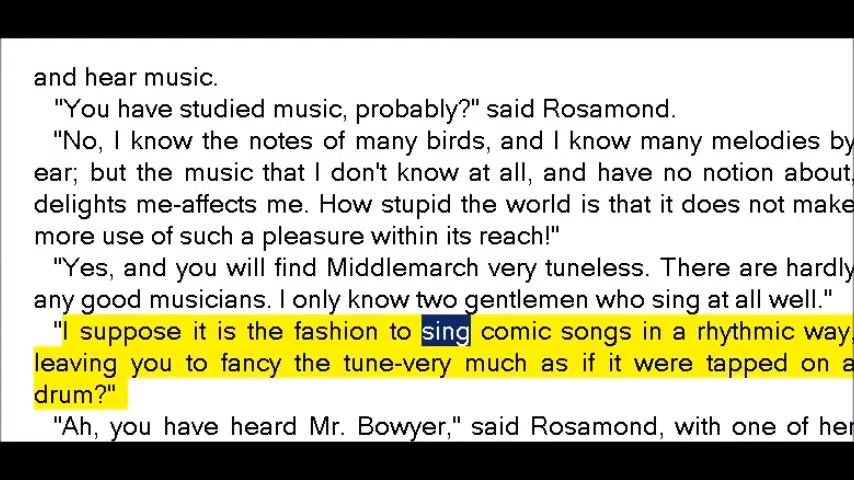 and hear music.
"You have studied music, probably?" said Rosamond.
"No, I know the notes of many birds, and I know many melodies by
ear; but the music that I don't know at all, and have no notion about,
delights me-affects me. How stupid the world is that it does not make
more use of such a pleasure within its reach!"
"Yes, and you will find Middlemarch very tuneless. There are hardly
any good musicians. I only know two gentlemen who sing at all well."
"I suppose it is the fashion to sing comic songs in a rhythmic way,
leaving you to fancy the tune-very much as if it were tapped on a
drum?"
"Ah, you have heard Mr. Bowyer," said Rosamond, with one of her